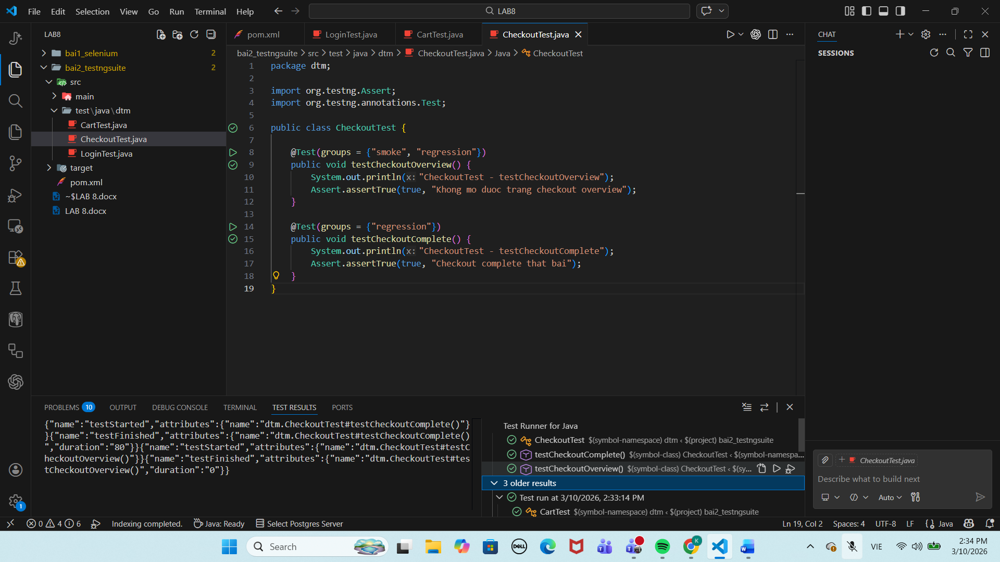 File Edit Selection View Go Run Terminal Help
LAB8
LAB8
bai1_selenium 2
bai2_testngsuite 2
src
main
test\java\dtm
CartTest.java
CheckoutTest.java
LoginTest.java
target
pom.xml
~$LAB 8.docx
LAB 8.docx
pom.xml LoginTest.java CartTest.java CheckoutTest.java
bai2_testngsuite > src > test > java > dtm > CheckoutTest.java > Java > CheckoutTest
1 package dtm;
2
3 import org.testng.Assert;
4 import org.testng.annotations.Test;
5
6 public class CheckoutTest {
7
8 @Test(groups = {"smoke", "regression"})
9 public void testCheckoutOverview() {
10 System.out.println(x: "CheckoutTest - testCheckoutOverview");
11 Assert.assertTrue(true, "Khong mo duoc trang checkout overview");
12 }
13
14 @Test(groups = {"regression"})
15 public void testCheckoutComplete() {
16 System.out.println(x: "CheckoutTest - testCheckoutComplete");
17 Assert.assertTrue(true, "Checkout complete that bai");
18 }
19 }
CHAT
SESSIONS
CheckoutTest.java
Describe what to build next
Auto
PROBLEMS 10 OUTPUT DEBUG CONSOLE TERMINAL TEST RESULTS PORTS
{"name":"testStarted","attributes":{"name":"dtm.CheckoutTest#testCheckoutComplete()"}
}{"name":"testFinished","attributes":{"name":"dtm.CheckoutTest#testCheckoutComplete()
","duration":"80"}}{"name":"testStarted","attributes":{"name":"dtm.CheckoutTest#testC
heckoutOverview()"}}{"name":"testFinished","attributes":{"name":"dtm.CheckoutTest#tes
tCheckoutOverview()","duration":"0"}}
Test Runner for Java
CheckoutTest $(symbol-namespace) dtm ‹ $(project) bai2_testngsuite
testCheckoutComplete() $(symbol-class) CheckoutTest ‹ $(symbol-namespa...
testCheckoutOverview() $(symbol-class) CheckoutTest ‹ $(sy...
3 older results
Test run at 3/10/2026, 2:33:14 PM
CartTest $(symbol-namespace) dtm ‹ $(project) bai2_testngsuite
1
0 4 6 Indexing completed. Java: Ready Select Postgres Server Ln 19, Col 2 Spaces: 4 UTF-8 LF {} Java
Search
DELL
K
VIE
2:34 PM
3/10/2026